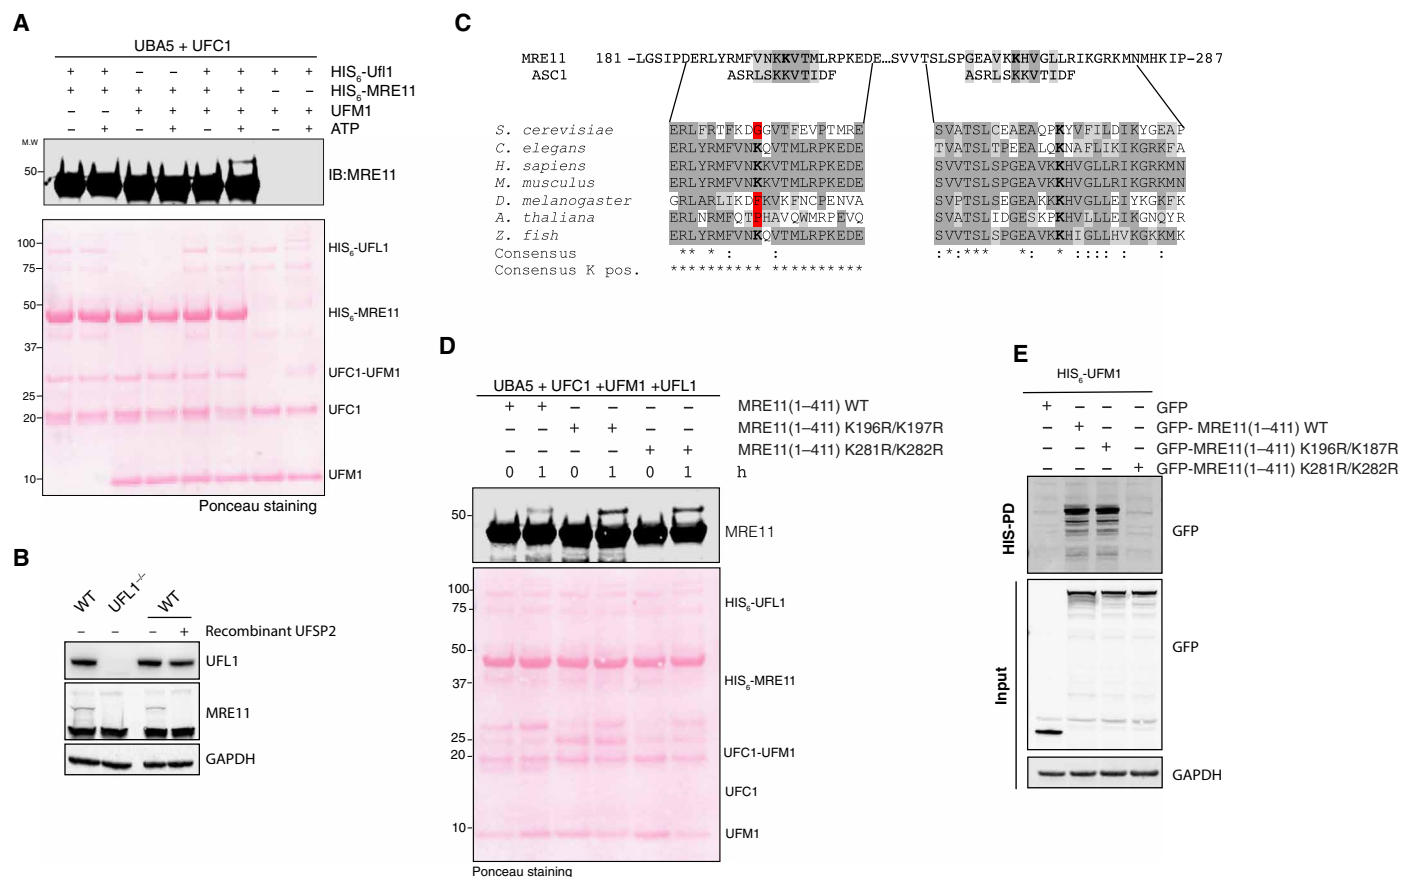 A
UBA5 + UFC1
+ + – – + + + + HIS6-Ufl1
+ + + + + + – – HIS6-MRE11
– – + + + + + + UFM1
– + – + – + – + ATP
M.W
50
IB:MRE11
100
75
50
37
25
20
10
HIS6-UFL1
HIS6-MRE11
UFC1-UFM1
UFC1
UFM1
Ponceau staining
B
WT UFL1–/– WT
– – – + Recombinant UFSP2
UFL1
MRE11
GAPDH
C
MRE11 181 -LGSIPDERLYRMFVNKKVTMLRPKEDE...SVVTSLSPGEAVKKHVGLLRIKGRKMNMHKIP-287
ASC1 ASRLSKKVTIDF ASRLSKKVTIDF
S. cerevisiae ERLFRTFKDGGVTFEVPTMRE SVATSLCEAEAQPKYVFILDIKYGEAP
C. elegans ERLYRMFVNKQVTMLRPKEDE TVATSLTPEEALQKNAFLIKIKGRKFA
H. sapiens ERLYRMFVNKKVTMLRPKEDE SVVTSLSPGEAVKKHVGLLRIKGRKMN
M. musculus ERLYRMFVNKKVTMLRPKEDE SVVTSLSPGEAVKKHVGLLRIKGRKMN
D. melanogaster GRLARLIKDFKVKFNCPENVA SVPTSLIDGESKPKHVGLLEIYKGKFK
A. thaliana ERLNRMFQTPHAVQWMRPEVQ SVATSLIDGESKPKHVLLLEIKGNQYR
Z. fish ERLYRMFVNKQVTMLRPKEDE SVVTSLSPGEAVKKHIGLLHVKGKKMK
Consensus ** * : : :*:*** *: * :::: : :
Consensus K pos. ********** **********
D
UBA5 + UFC1 +UFM1 +UFL1
+ + – – – – MRE11(1–411) WT
– – + + – – MRE11(1–411) K196R/K197R
– – – – + + MRE11(1–411) K281R/K282R
0 1 0 1 0 1 h
50
MRE11
100
75
50
37
25
20
10
HIS6-UFL1
HIS6-MRE11
UFC1-UFM1
UFC1
UFM1
Ponceau staining
E
HIS6-UFM1
+ – – – GFP
– + – – GFP- MRE11(1–411) WT
– – + – GFP-MRE11(1–411) K196R/K187R
– – – + GFP-MRE11(1–411) K281R/K282R
HIS-PD
GFP
Input
GFP
GAPDH